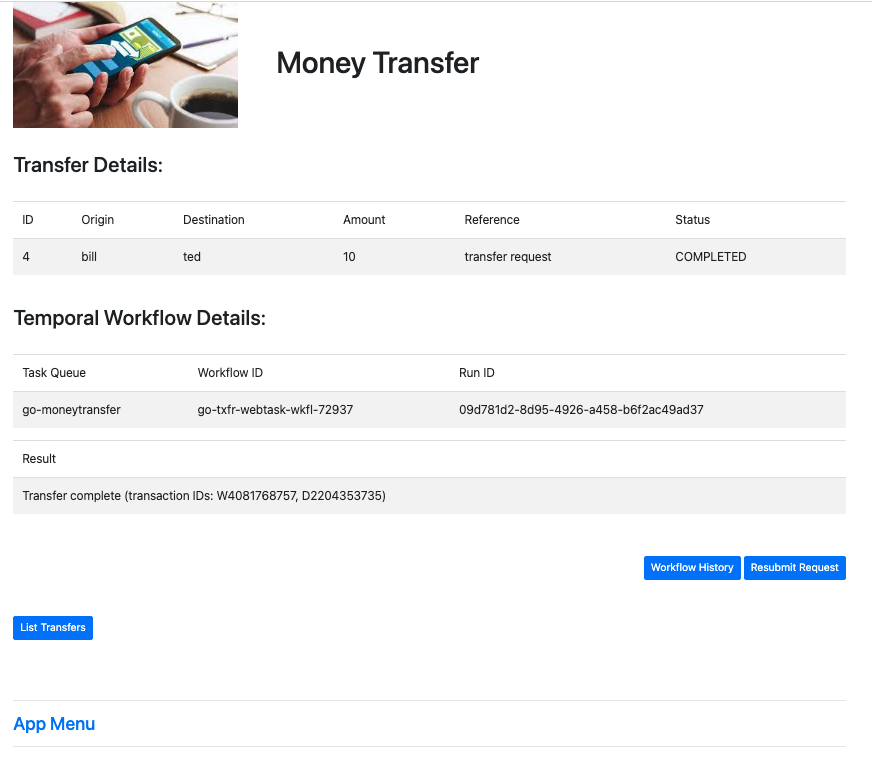 Money Transfer
Transfer Details:
ID Origin Destination Amount Reference Status
4 bill ted 10 transfer request COMPLETED
Temporal Workflow Details:
Task Queue Workflow ID Run ID
go-moneytransfer go-txfr-webtask-wkfl-72937 09d781d2-8d95-4926-a458-b6f2ac49ad37
Result
Transfer complete (transaction IDs: W4081768757, D2204353735)
Workflow History Resubmit Request
List Transfers
App Menu